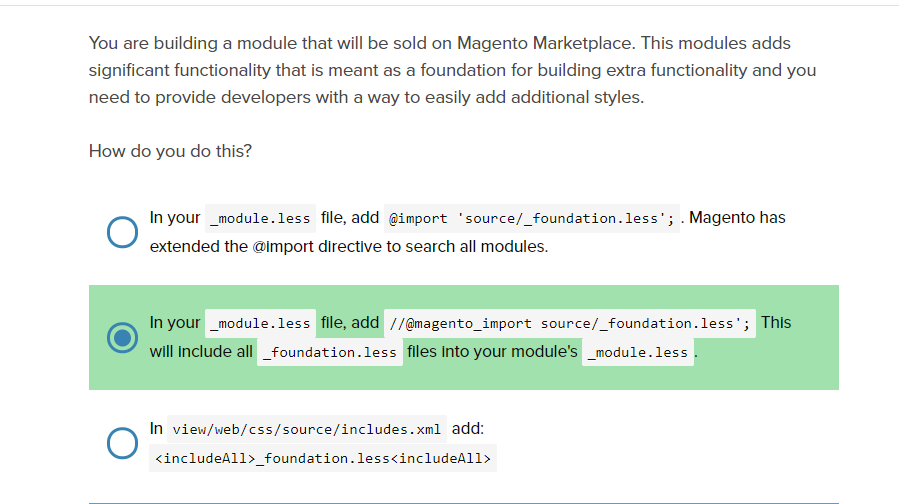 You are building a module that will be sold on Magento Marketplace. This modules adds
significant functionality that is meant as a foundation for building extra functionality and you
need to provide developers with a way to easily add additional styles.
How do you do this?
In your _module.less file, add @import 'source/_foundation.less'; . Magento has
extended the @import directive to search all modules.
In your _module.less file, add //@magento_import source/_foundation.less'; This
will include all _foundation.less files into your module's _module.less .
In view/web/css/source/includes.xml add:
<includeAll>_foundation.less<includeAll>